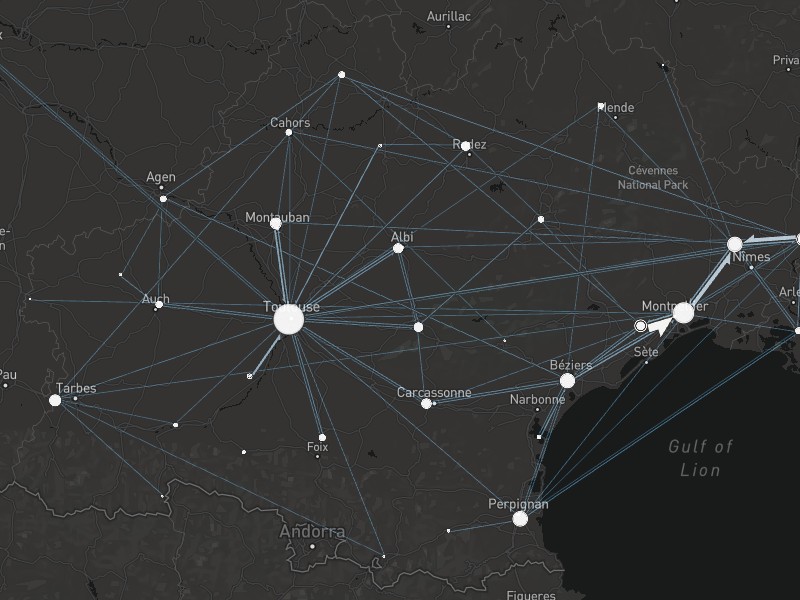 Aurillac
Priva
Mende
Cahors
Rodez
Cévennes
National Park
Agen
Montauban
Albi
Nîmes
Auch
Toulouse
Montpellier
Arle
Sète
Béziers
Pau
Tarbes
Carcassonne
Narbonne
Foix
Gulf of
Lion
Perpignan
Andorra
Figueres